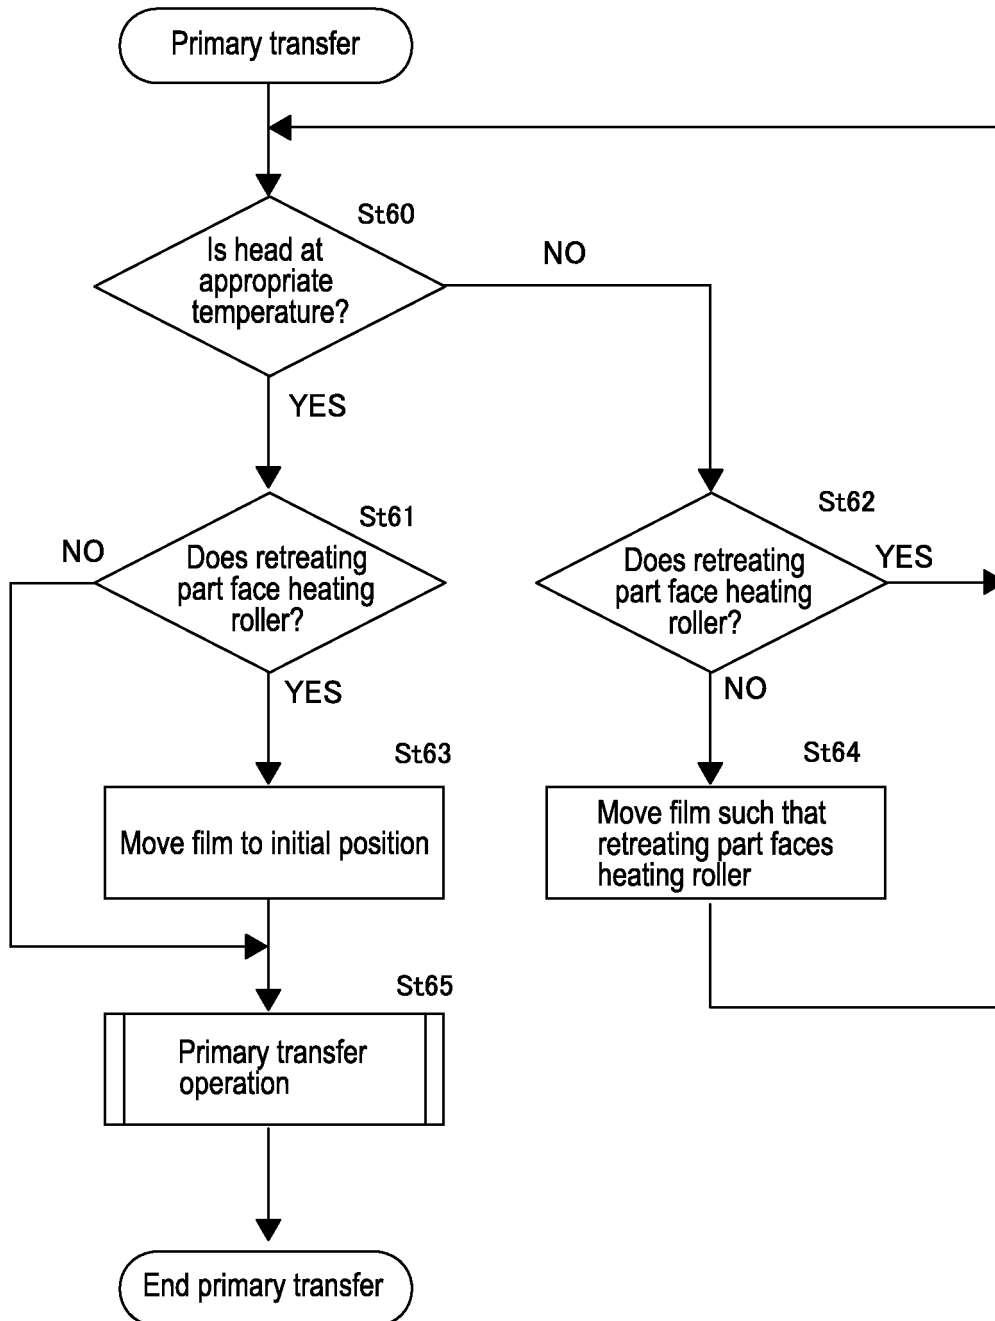 Primary transfer
St60
Is head at
appropriate
temperature?
NO
YES
St61
NO
Does retreating
part face heating
roller?
YES
St62
Does retreating
part face heating
roller?
YES
NO
St63
Move film to initial position
St64
Move film such that
retreating part faces
heating roller
St65
Primary transfer
operation
End primary transfer